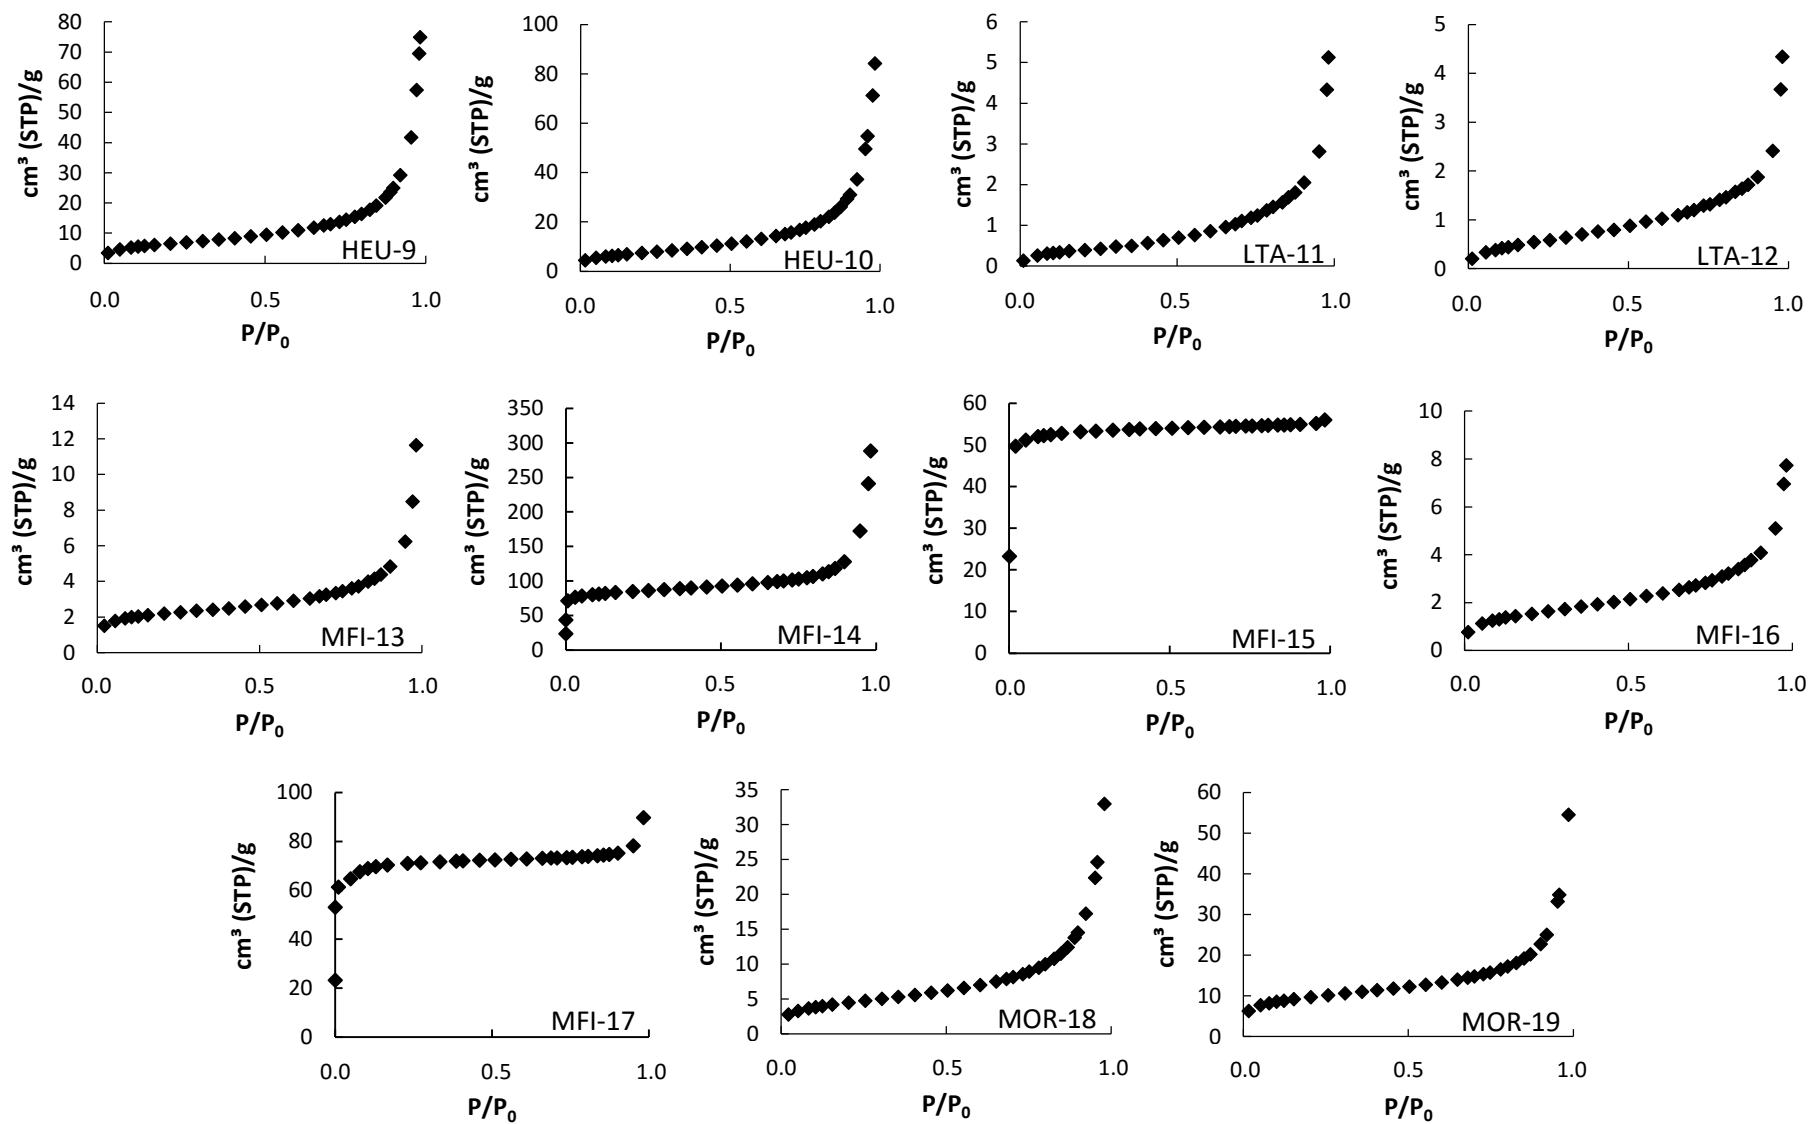 80
70
60
50
40
30
20
10
0
cm³ (STP)/g
HEU-9
0.0 0.5 1.0
P/P₀
100
80
60
40
20
0
cm³ (STP)/g
HEU-10
0.0 0.5 1.0
P/P₀
6
5
4
3
2
1
0
cm³ (STP)/g
LTA-11
0.0 0.5 1.0
P/P₀
5
4
3
2
1
0
cm³ (STP)/g
LTA-12
0.0 0.5 1.0
P/P₀
14
12
10
8
6
4
2
0
cm³ (STP)/g
MFI-13
0.0 0.5 1.0
P/P₀
350
300
250
200
150
100
50
0
cm³ (STP)/g
MFI-14
0.0 0.5 1.0
P/P₀
60
50
40
30
20
10
0
cm³ (STP)/g
MFI-15
0.0 0.5 1.0
P/P₀
10
8
6
4
2
0
cm³ (STP)/g
MFI-16
0.0 0.5 1.0
P/P₀
100
80
60
40
20
0
cm³ (STP)/g
MFI-17
0.0 0.5 1.0
P/P₀
35
30
25
20
15
10
5
0
cm³ (STP)/g
MOR-18
0.0 0.5 1.0
P/P₀
60
50
40
30
20
10
0
cm³ (STP)/g
MOR-19
0.0 0.5 1.0
P/P₀